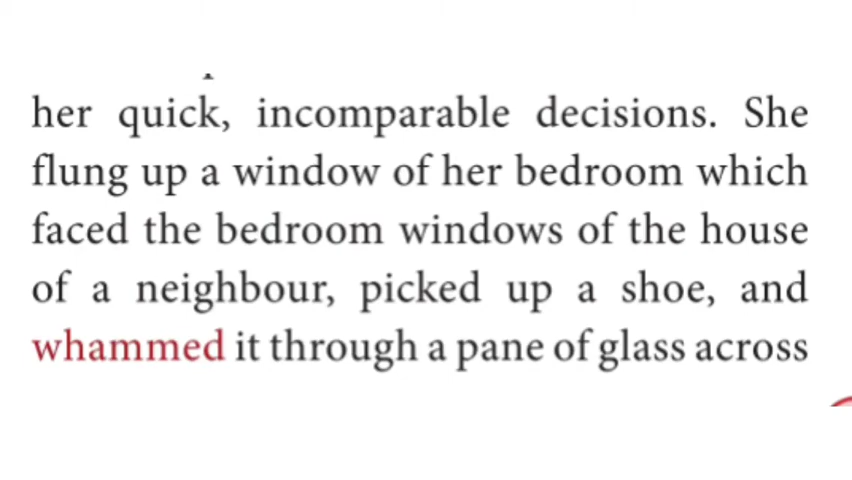 her quick, incomparable decisions. She
flung up a window of her bedroom which
faced the bedroom windows of the house
of a neighbour, picked up a shoe, and
whammed it through a pane of glass across